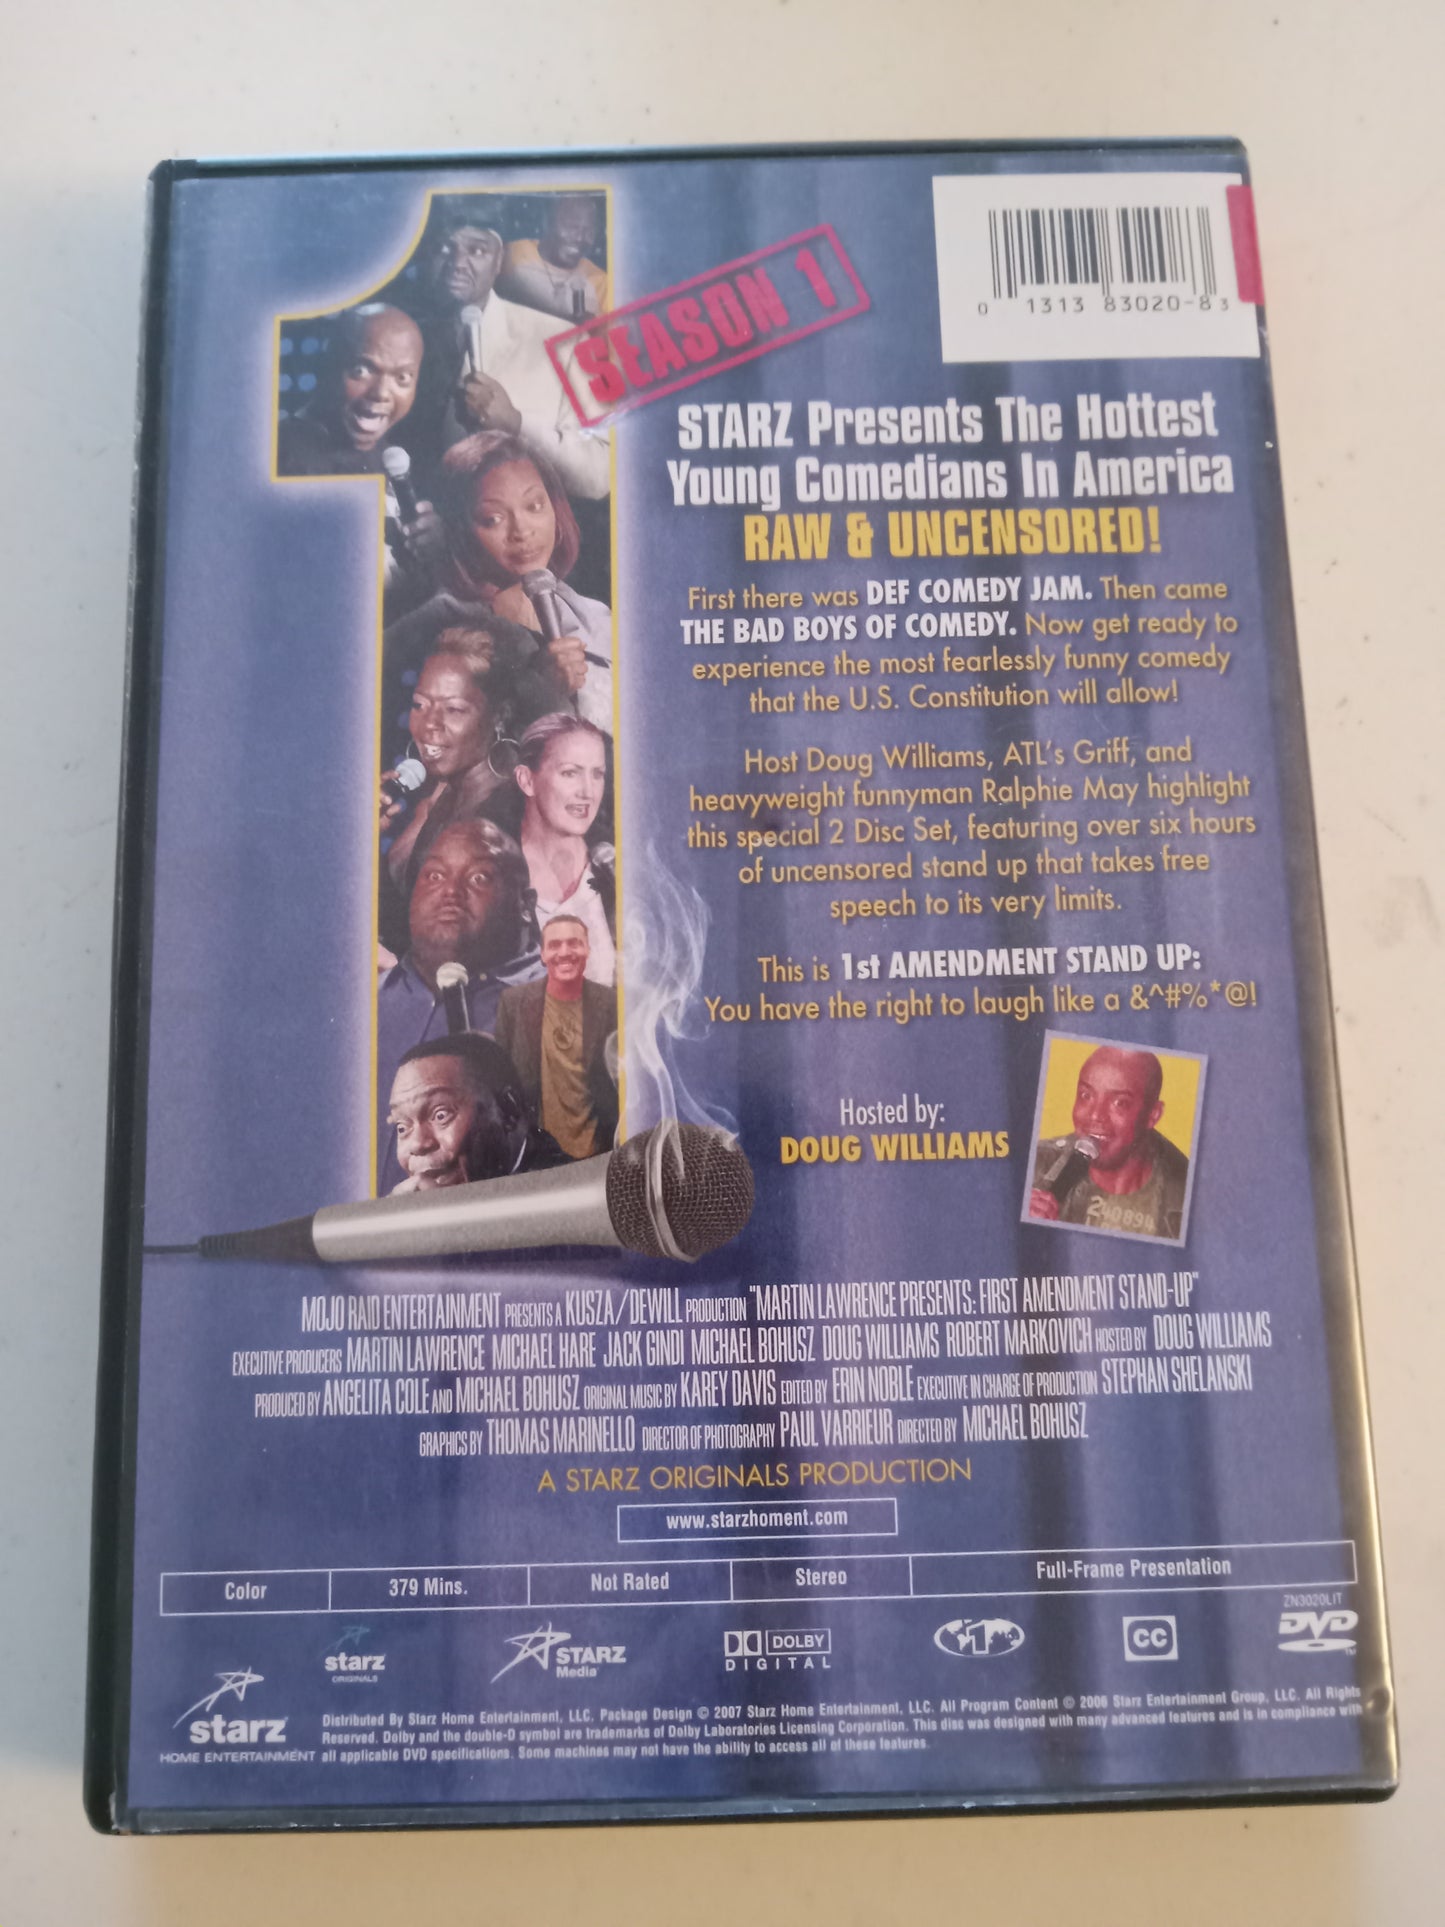 SEASON 1
0 1313 83020-8 3
STARZ Presents The Hottest
Young Comedians In America
RAW & UNCENSORED!
First there was DEF COMEDY JAM. Then came
THE BAD BOYS OF COMEDY. Now get ready to
experience the most fearlessly funny comedy
that the U.S. Constitution will allow!
Host Doug Williams, ATL's Griff, and
heavyweight funnyman Ralphie May highlight
this special 2 Disc Set, featuring over six hours
of uncensored stand up that takes free
speech to its very limits.
This is 1st AMENDMENT STAND UP:
You have the right to laugh like a &^#%*@!
Hosted by:
DOUG WILLIAMS
240894
MOJO RAID ENTERTAINMENT PRESENTS A KUSZA/DEWILL PRODUCTION "MARTIN LAWRENCE PRESENTS: FIRST AMENDMENT STAND-UP"
EXECUTIVE PRODUCERS MARTIN LAWRENCE MICHAEL HARE JACK GINDI MICHAEL BOHUSZ DOUG WILLIAMS ROBERT MARKOVICH HOSTED BY DOUG WILLIAMS
PRODUCED BY ANGELITA COLE AND MICHAEL BOHUSZ ORIGINAL MUSIC BY KAREY DAVIS EDITED BY ERIN NOBLE EXECUTIVE IN CHARGE OF PRODUCTION STEPHAN SHELANSKI
GRAPHICS BY THOMAS MARINELLO DIRECTOR OF PHOTOGRAPHY PAUL VARRIEUR DIRECTED BY MICHAEL BOHUSZ
A STARZ ORIGINALS PRODUCTION
www.starzhoment.com
Color 379 Mins. Not Rated Stereo Full-Frame Presentation
ZN3020LIT
starz ORIGINALS
STARZ Media
DOLBY DIGITAL
1
CC
DVD
TM
starz
HOME ENTERTAINMENT
Distributed By Starz Home Entertainment, LLC. Package Design © 2007 Starz Home Entertainment, LLC. All Program Content © 2006 Starz Entertainment Group, LLC. All Rights
Reserved. Dolby and the double-D symbol are trademarks of Dolby Laboratories Licensing Corporation. This disc was designed with many advanced features and is in compliance with
all applicable DVD specifications. Some machines may not have the ability to access all of these features.